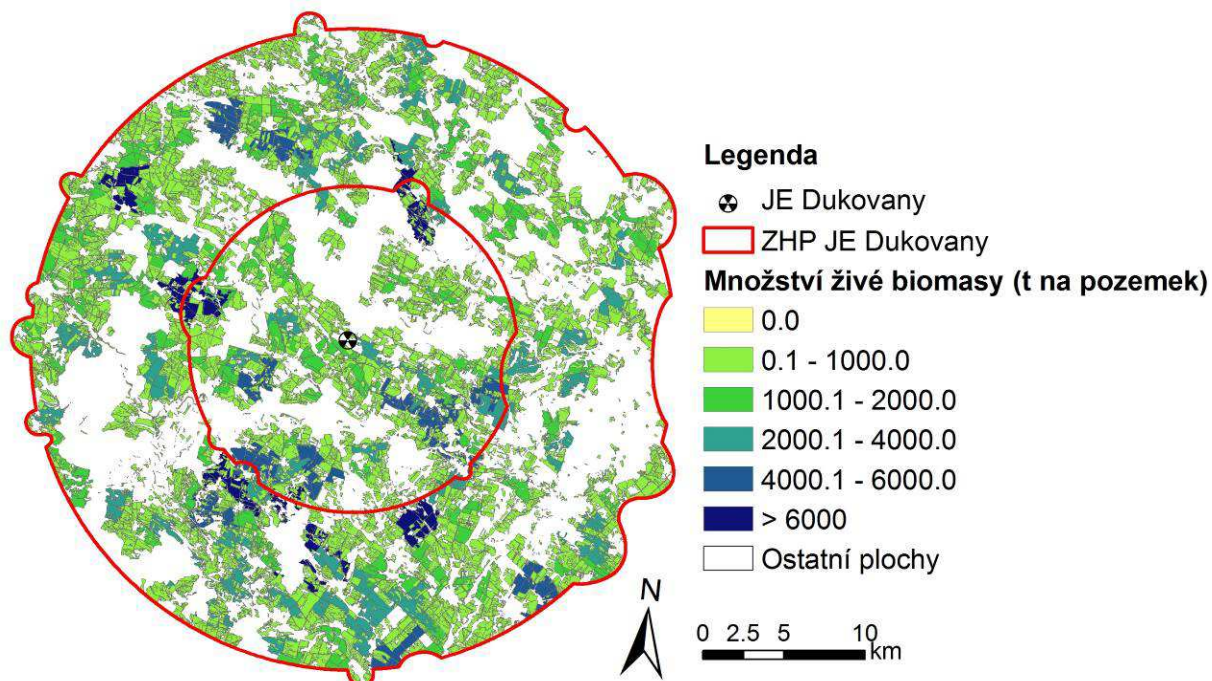 Legenda
JE Dukovany
ZHP JE Dukovany
Množství živé biomasy (t na pozemek)
0.0
0.1 - 1000.0
1000.1 - 2000.0
2000.1 - 4000.0
4000.1 - 6000.0
> 6000
Ostatní plochy
N
0 2.5 5 10
km